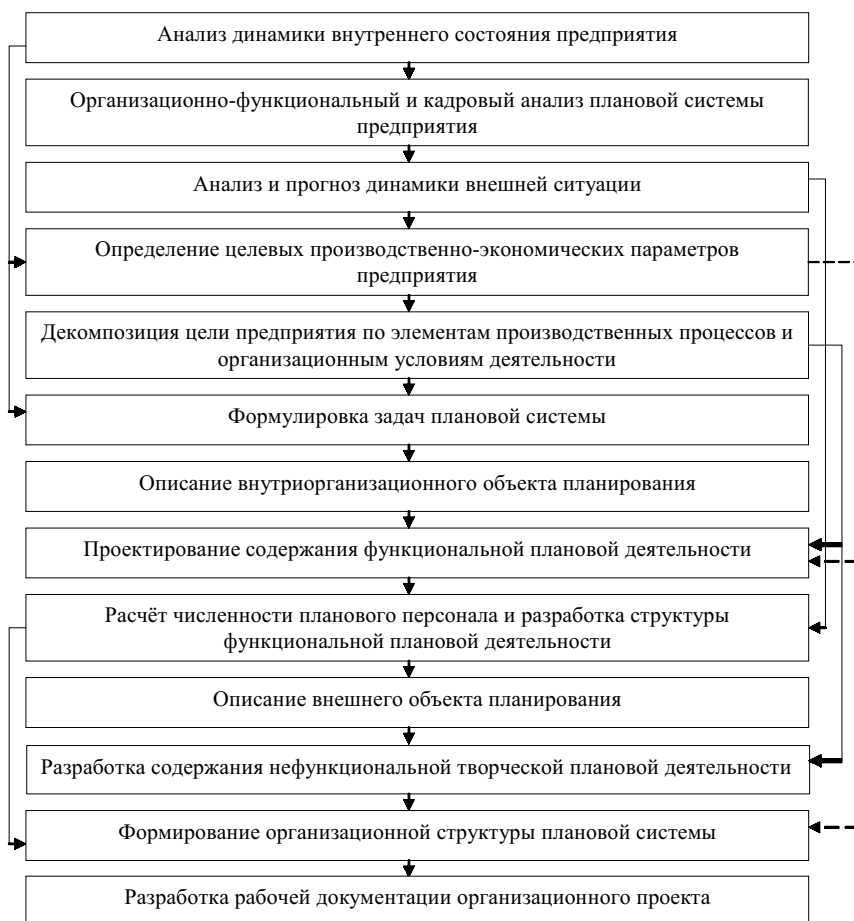 Анализ динамики внутреннего состояния предприятия
Организационно-функциональный и кадровый анализ плановой системы
предприятия
Анализ и прогноз динамики внешней ситуации
Определение целевых производственно-экономических параметров
предприятия
Декомпозиция цели предприятия по элементам производственных процессов и
организационным условиям деятельности
Формулировка задач плановой системы
Описание внутриорганизационного объекта планирования
Проектирование содержания функциональной плановой деятельности
Расчёт численности планового персонала и разработка структуры
функциональной плановой деятельности
Описание внешнего объекта планирования
Разработка содержания нефункциональной творческой плановой деятельности
Формирование организационной структуры плановой системы
Разработка рабочей документации организационного проекта